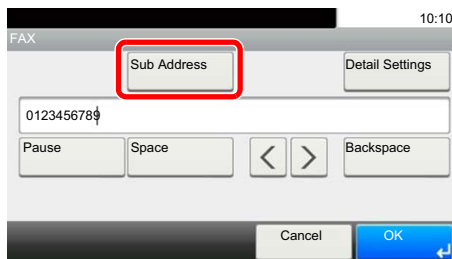 10:10
FAX
Sub Address
Detail Settings
0123456789
Pause
Space
<
>
Backspace
Cancel
OK